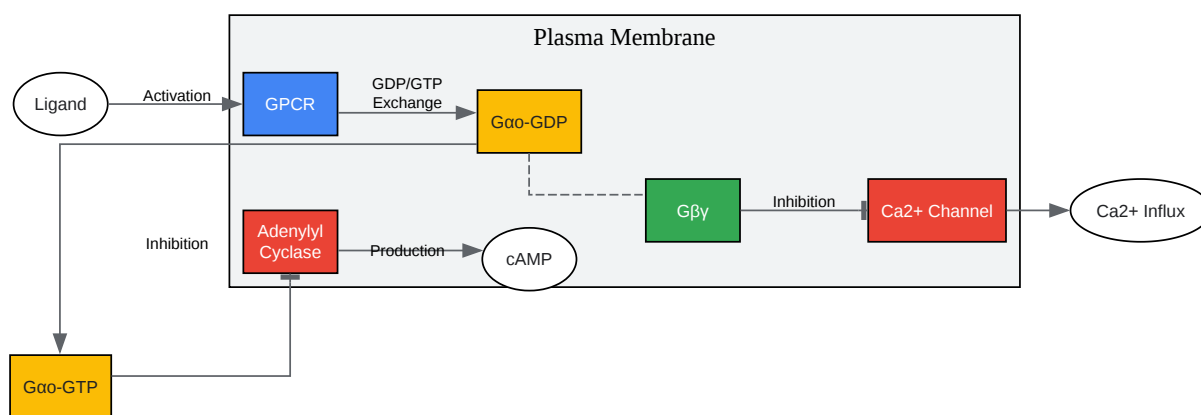 Plasma Membrane
Ligand
Activation
GPCR
GDP/GTP
Exchange
Gαo-GDP
Gβγ
Inhibition
Ca2+ Channel
Ca2+ Influx
Inhibition
Adenylyl
Cyclase
Production
cAMP
Gαo-GTP